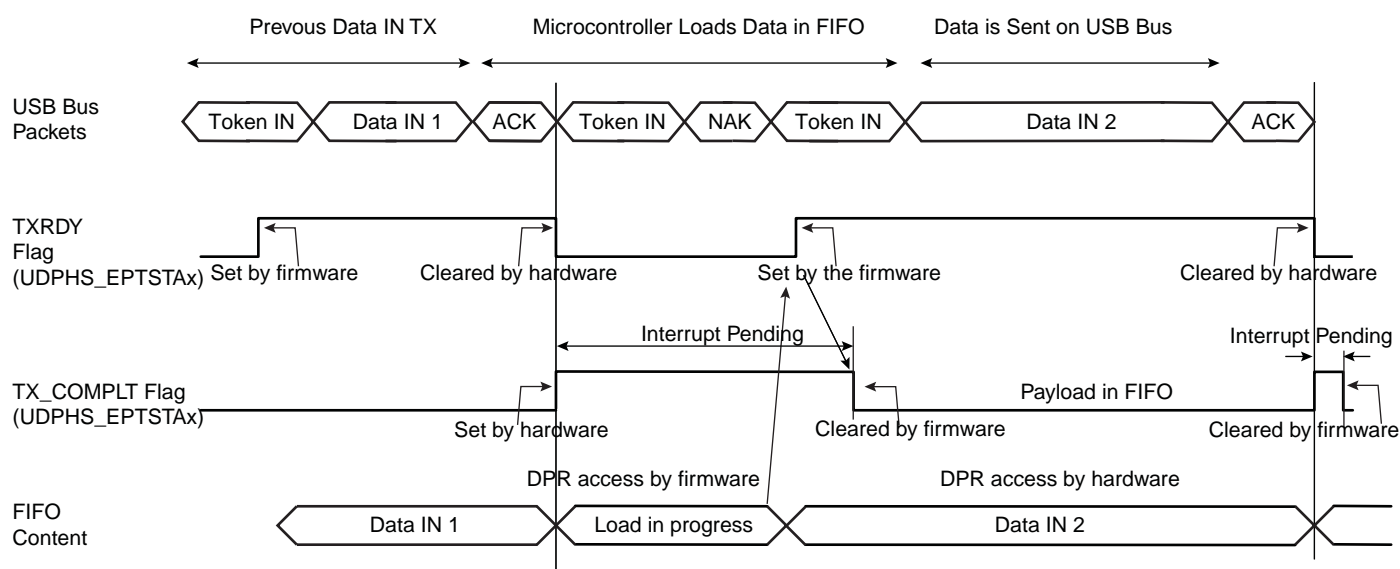 Prevous Data IN TX
Microcontroller Loads Data in FIFO
Data is Sent on USB Bus
USB Bus
Packets
Token IN
Data IN 1
ACK
Token IN
NAK
Token IN
Data IN 2
ACK
TXRDY
Flag
(UDPHS_EPTSTAx)
Set by firmware
Cleared by hardware
Set by the firmware
Cleared by hardware
Interrupt Pending
Interrupt Pending
TX_COMPLT Flag
(UDPHS_EPTSTAx)
Payload in FIFO
Set by hardware
Cleared by firmware
Cleared by firmware
DPR access by firmware
DPR access by hardware
FIFO
Content
Data IN 1
Load in progress
Data IN 2